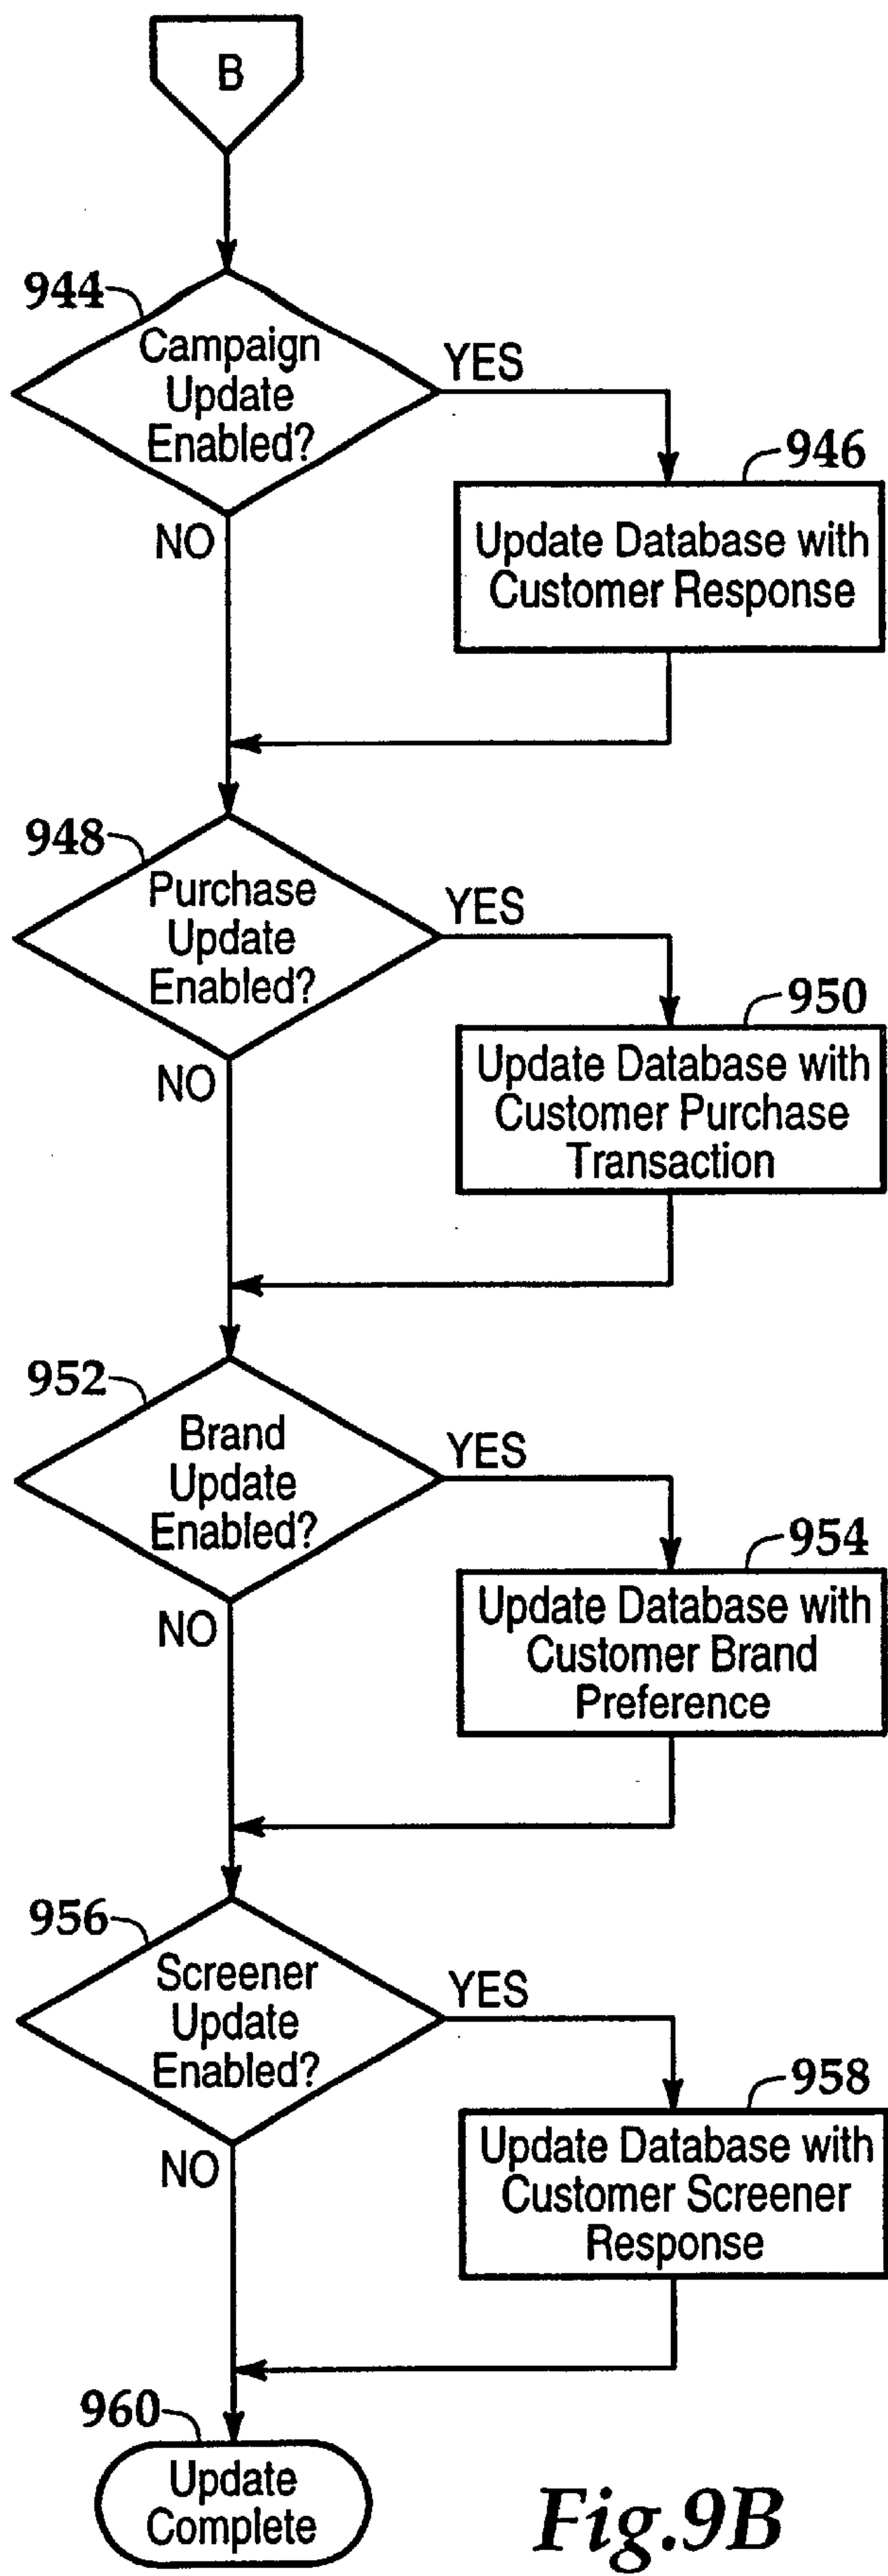 B
944
Campaign
Update
Enabled?
YES
NO
946
Update Database with
Customer Response
948
Purchase
Update
Enabled?
YES
NO
950
Update Database with
Customer Purchase
Transaction
952
Brand
Update
Enabled?
YES
NO
954
Update Database with
Customer Brand
Preference
956
Screener
Update
Enabled?
YES
NO
958
Update Database with
Customer Screener
Response
960
Update
Complete
Fig.9B